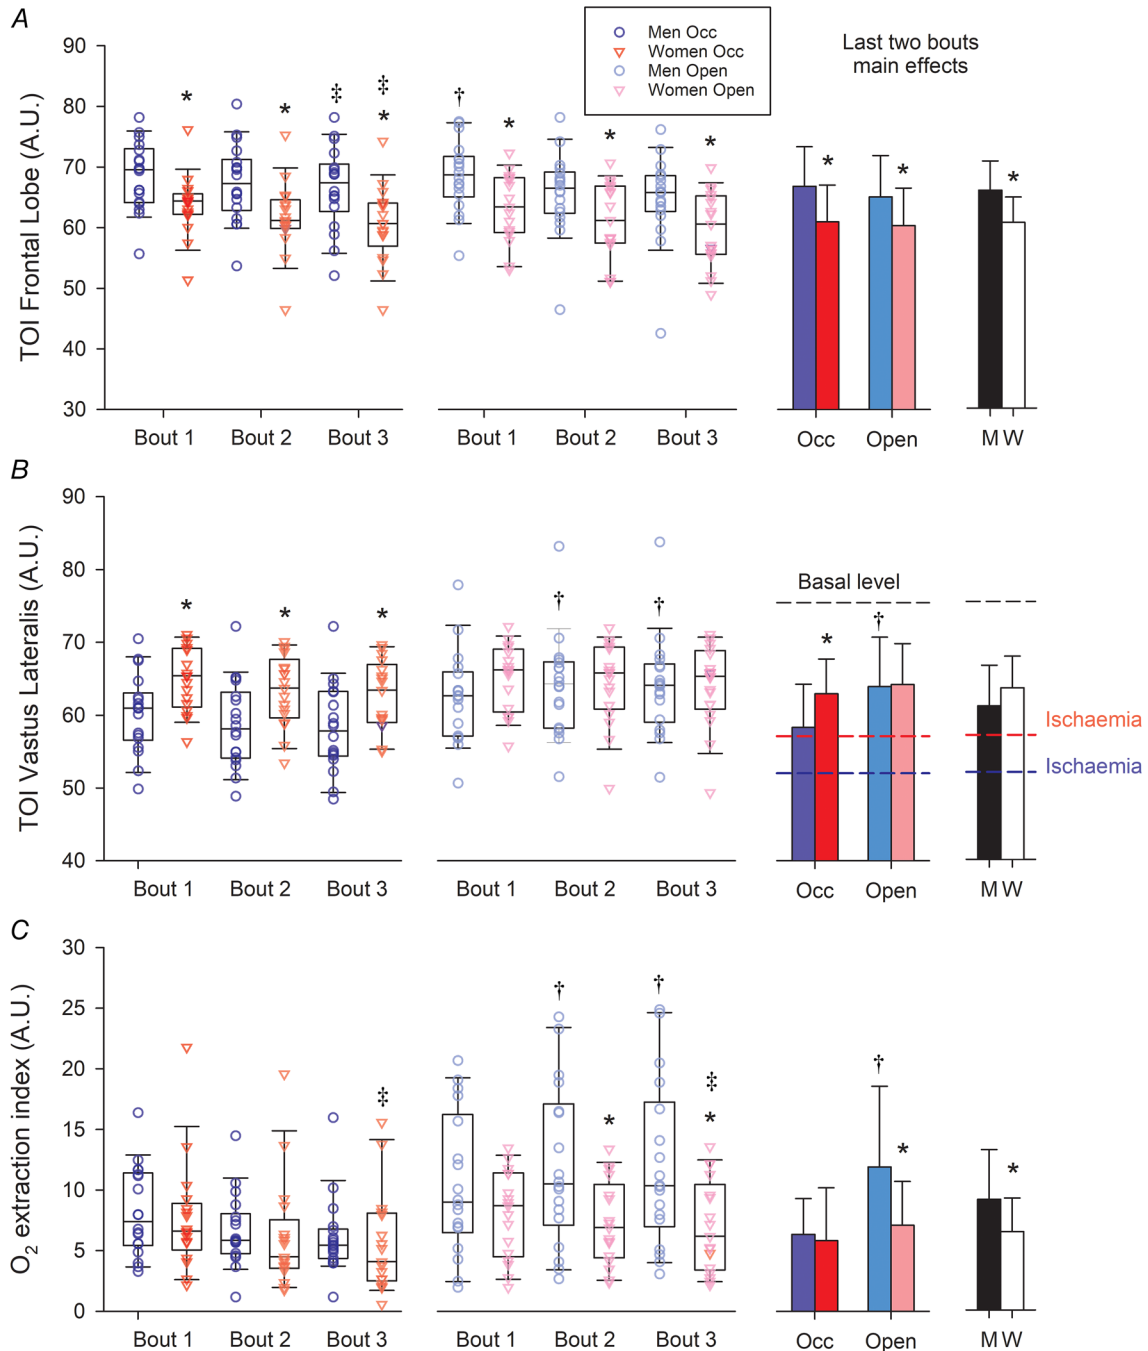 A
Men Occ
Women Occ
Men Open
Women Open
Last two bouts
main effects
TOI Frontal Lobe (A.U.)
90
80
70
60
50
40
30
* * ‡ ‡ * † * * * * * *
Bout 1 Bout 2 Bout 3 Bout 1 Bout 2 Bout 3 Occ Open M W
B
TOI Vastus Lateralis (A.U.)
90
80
70
60
50
40
* * * † † * †
Basal level
Ischaemia
Ischaemia
Bout 1 Bout 2 Bout 3 Bout 1 Bout 2 Bout 3 Occ Open M W
C
O2 extraction index (A.U.)
30
25
20
15
10
5
0
‡ † * † ‡ * † * *
Bout 1 Bout 2 Bout 3 Bout 1 Bout 2 Bout 3 Occ Open M W